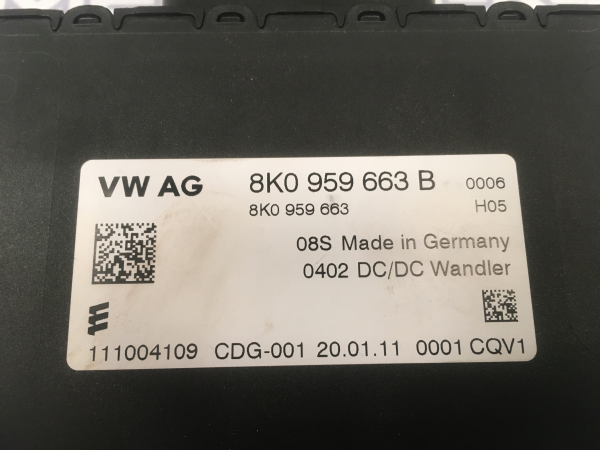 VW AG 8K0 959 663 B 0006
8K0 959 663 H05
08S Made in Germany
0402 DC/DC Wandler
111004109 CDG-001 20.01.11 0001 CQV1